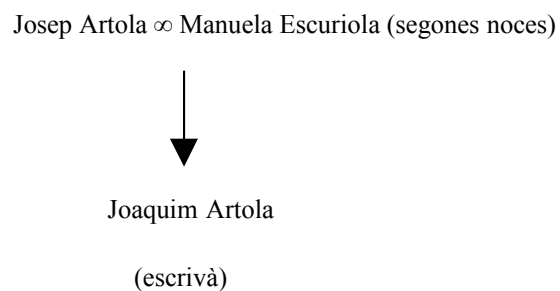 Josep Artola ∞ Manuela Escuriola (segones noces)
Joaquim Artola
(escrivà)